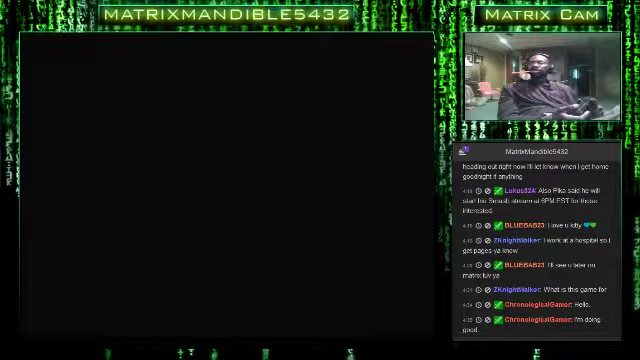 MATRIXMANDIBLE5432
MATRIX CAM
MatrixMandible5432
heading out right now I'll let know when I get home
goodnight if anything
Lukus324: Also Pika said he will
start his Smash stream at 6PM EST for those
interested.
BLUEBAB23: I love u kitty
ZKnightWalker: I work at a hospital so I
get pages ya know
BLUEBAB23: I'll see u later on
matrix luv ya
ZKnightWalker: What is this game for
ChronologicalGamer: Hello.
ChronologicalGamer: I'm doing
good.